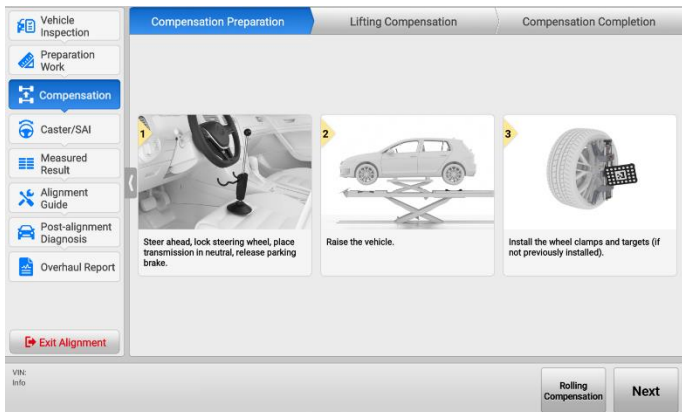 Vehicle
Inspection
Preparation
Work
Compensation
Caster/SAI
Measured
Result
Alignment
Guide
Post-alignment
Diagnosis
Overhaul Report
Exit Alignment
Compensation Preparation
Lifting Compensation
Compensation Completion
1
Steer ahead, lock steering wheel, place
transmission in neutral, release parking
brake.
2
Raise the vehicle.
3
Install the wheel clamps and targets (if
not previously installed).
VIN:
Info
Rolling
Compensation
Next